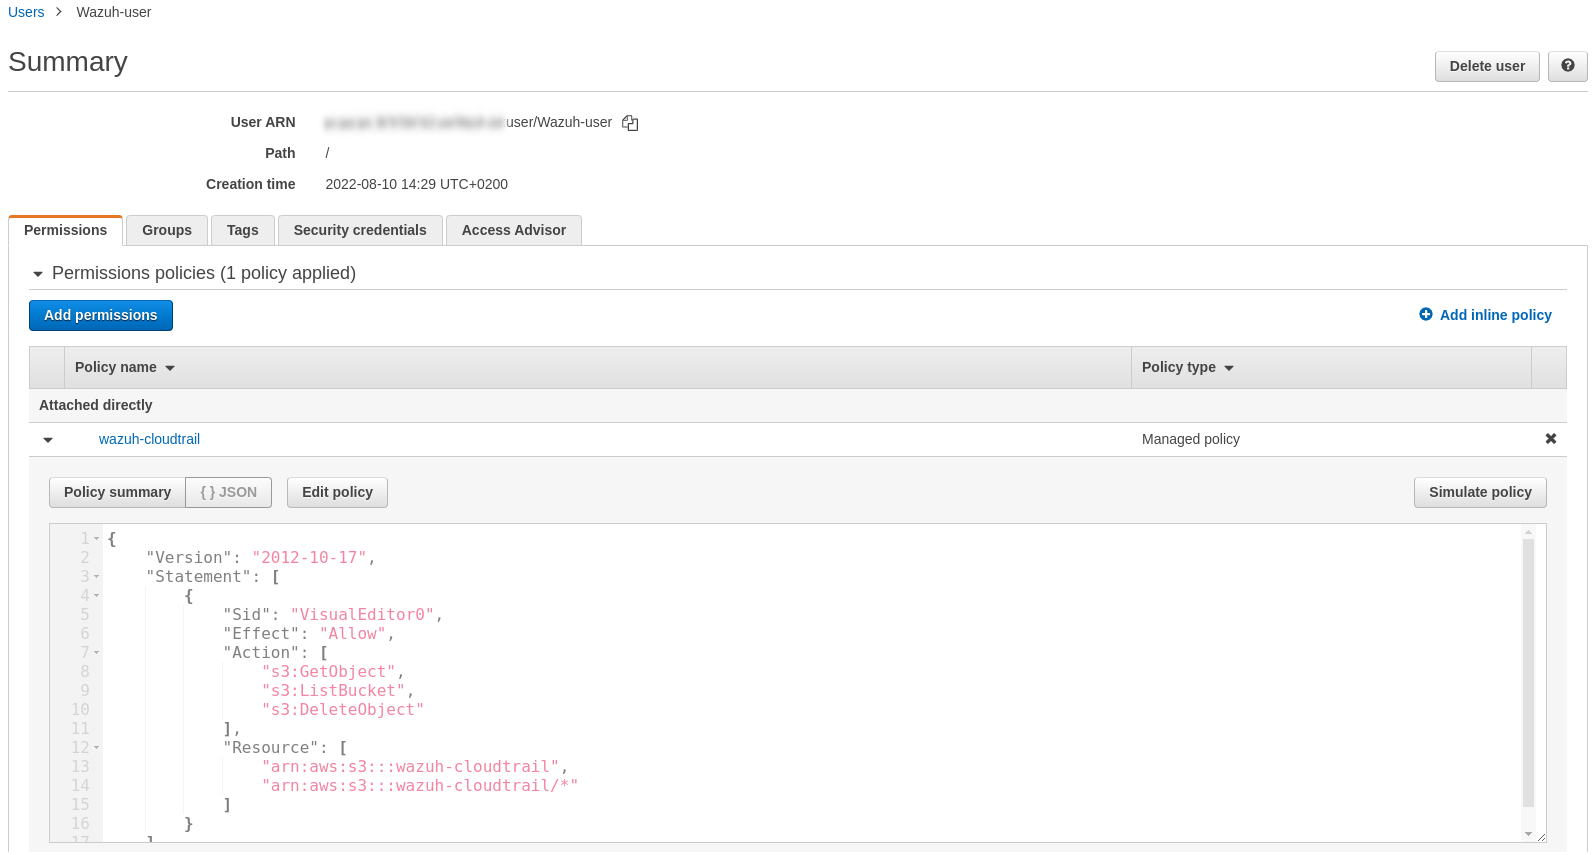 Users > Wazuh-user
Summary
Delete user
User ARN user/Wazuh-user
Path /
Creation time 2022-08-10 14:29 UTC+0200
Permissions Groups Tags Security credentials Access Advisor
Permissions policies (1 policy applied)
Add permissions Add inline policy
Policy name Policy type
Attached directly
wazuh-cloudtrail Managed policy
Policy summary { } JSON Edit policy Simulate policy
1 {
2 "Version": "2012-10-17",
3 "Statement": [
4 {
5 "Sid": "VisualEditor0",
6 "Effect": "Allow",
7 "Action": [
8 "s3:GetObject",
9 "s3:ListBucket",
10 "s3:DeleteObject"
11 ],
12 "Resource": [
13 "arn:aws:s3:::wazuh-cloudtrail",
14 "arn:aws:s3:::wazuh-cloudtrail/*"
15 ]
16 }
17 ]